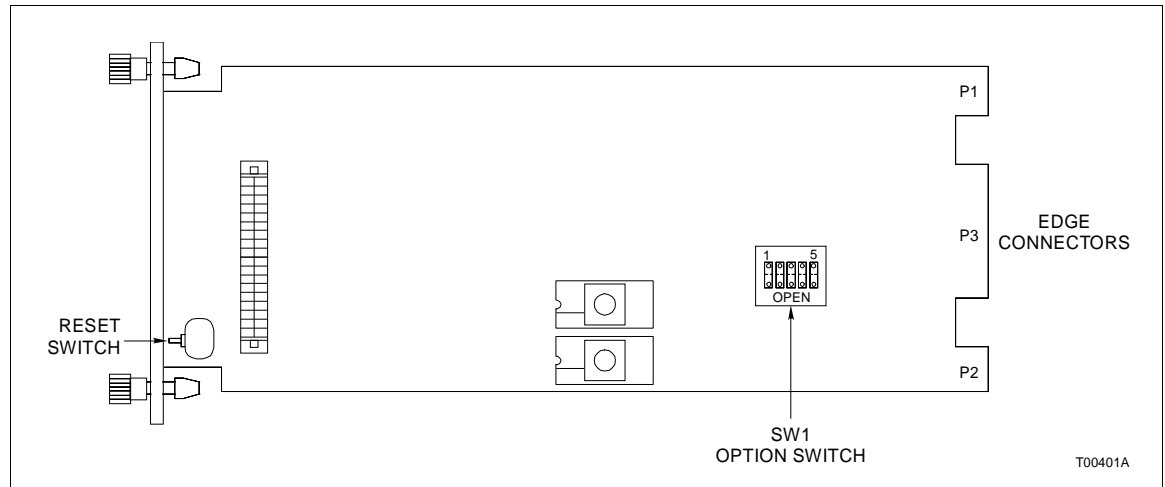 P1
EDGE
CONNECTORS
P3
1 5
OPEN
RESET
SWITCH
P2
SW1
OPTION SWITCH
T00401A